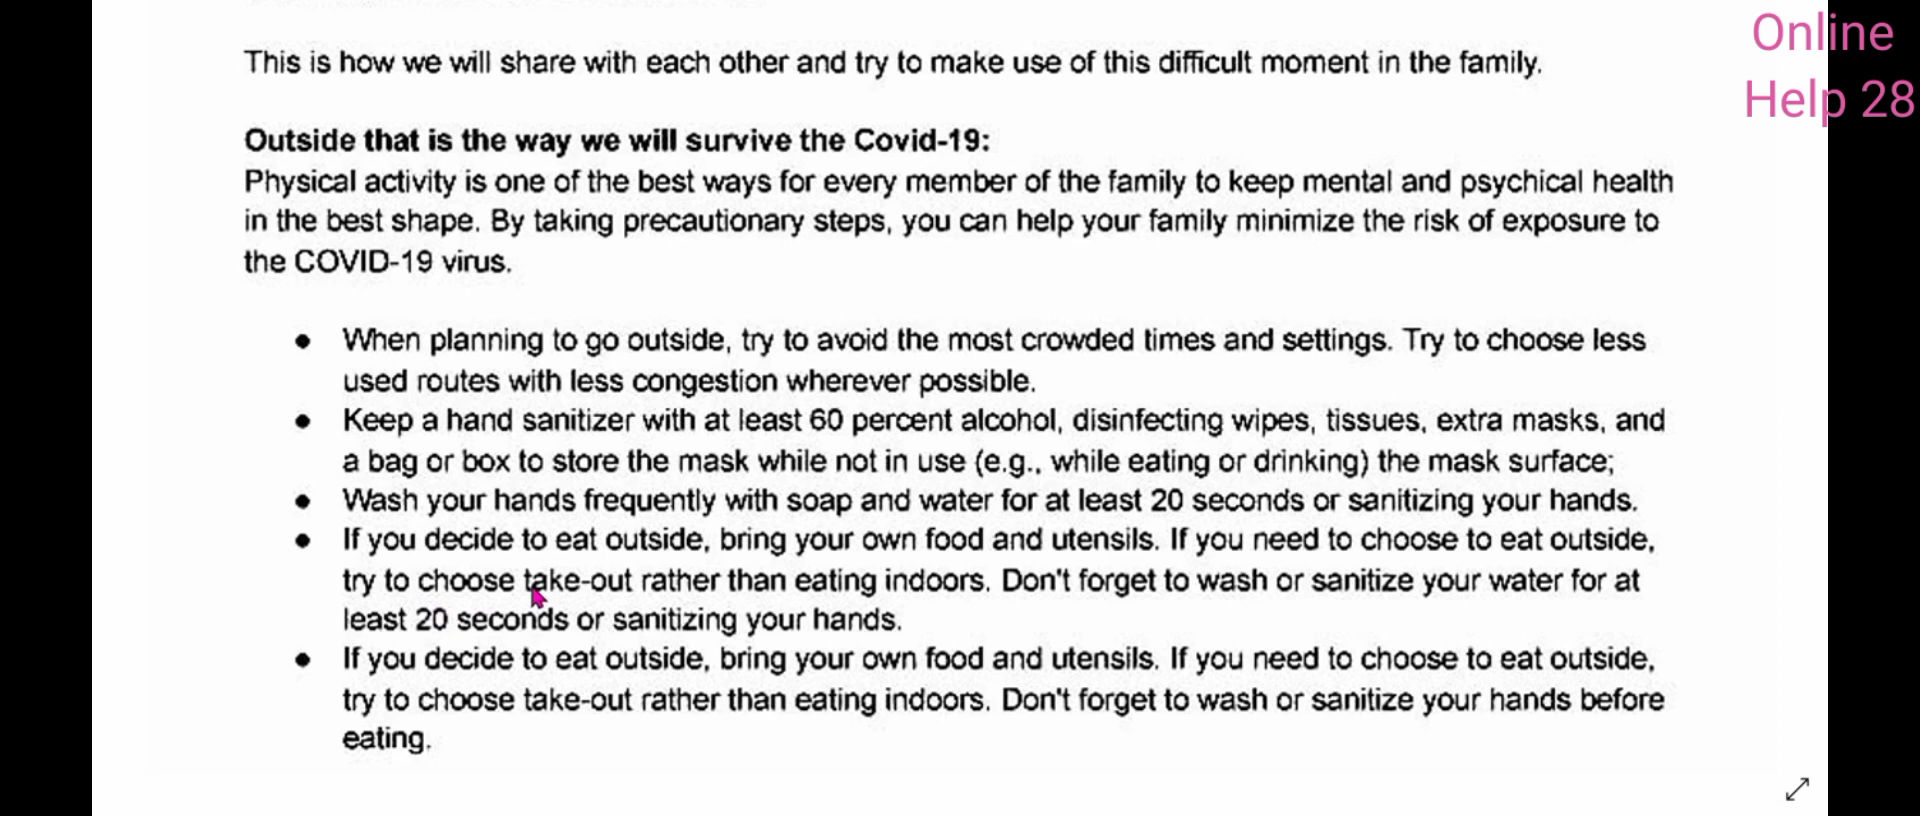 This is how we will share with each other and try to make use of this difficult moment in the family.
Outside that is the way we will survive the Covid-19:
Physical activity is one of the best ways for every member of the family to keep mental and psychical health
in the best shape. By taking precautionary steps, you can help your family minimize the risk of exposure to
the COVID-19 virus.
• When planning to go outside, try to avoid the most crowded times and settings. Try to choose less
used routes with less congestion wherever possible.
• Keep a hand sanitizer with at least 60 percent alcohol, disinfecting wipes, tissues, extra masks, and
a bag or box to store the mask while not in use (e.g., while eating or drinking) the mask surface;
• Wash your hands frequently with soap and water for at least 20 seconds or sanitizing your hands.
• If you decide to eat outside, bring your own food and utensils. If you need to choose to eat outside,
try to choose take-out rather than eating indoors. Don't forget to wash or sanitize your water for at
least 20 seconds or sanitizing your hands.
• If you decide to eat outside, bring your own food and utensils. If you need to choose to eat outside,
try to choose take-out rather than eating indoors. Don't forget to wash or sanitize your hands before
eating.
Online
Help 28